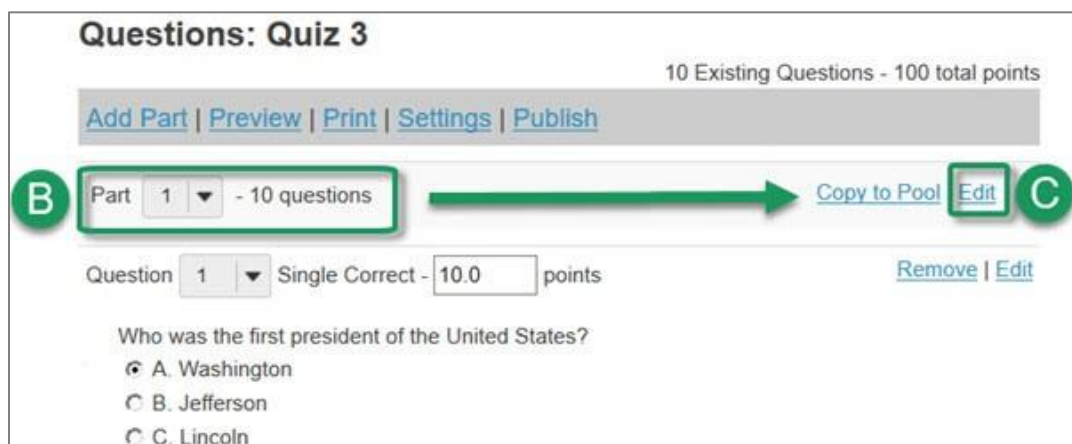 Questions: Quiz 3
10 Existing Questions - 100 total points
Add Part | Preview | Print | Settings | Publish
B Part 1 - 10 questions Copy to Pool Edit C
Question 1 Single Correct - 10.0 points Remove | Edit
Who was the first president of the United States?
A. Washington
B. Jefferson
C. Lincoln